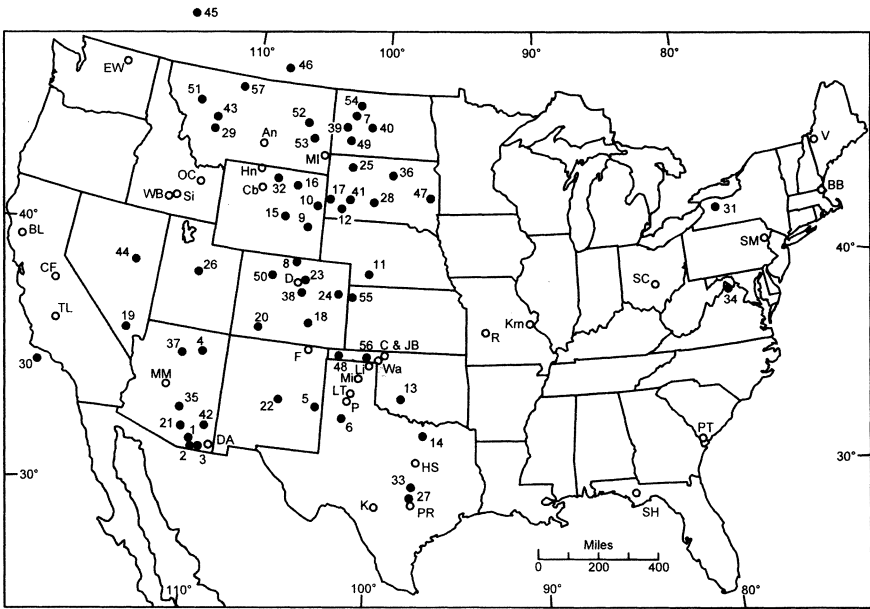 45
110°
100°
90°
80°
EW
46
51
57
54
43
52
7
39
40
29
An
53
49
V
MI
25
36
OC
Hn
32
16
BB
WB
Si
Cb
17
41
28
47
10
12
31
40°
15
9
BL
SM
40°
44
8
11
CF
26
50
D
23
SC
38
24
55
34
TL
20
18
Km
19
R
37
4
F
56
C & JB
30
48
Li
Wa
MM
Mi
LT
13
35
22
5
P
21
42
6
PT
1
DA
14
2
3
HS
30°
30°
33
27
K
PR
SH
Miles
0
200
400
110°
100°
90°
80°